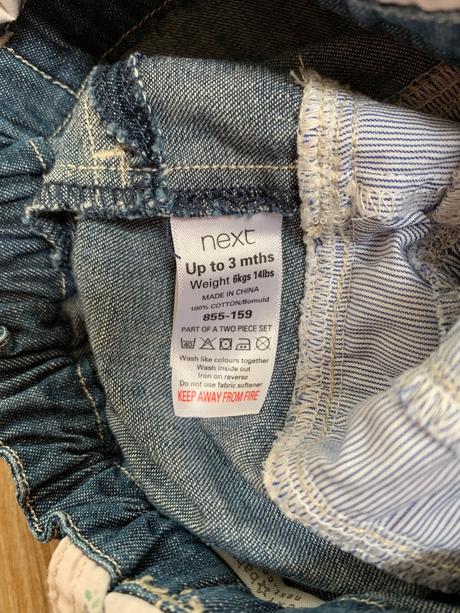 next
Up to 3 mths
Weight 6kgs 14lbs
MADE IN CHINA
100% COTTON/Bomuld
855-159
PART OF A TWO PIECE SET
40
Wash like colours together
Wash inside out
Iron on reverse
Do not use fabric softener
KEEP AWAY FROM FIRE